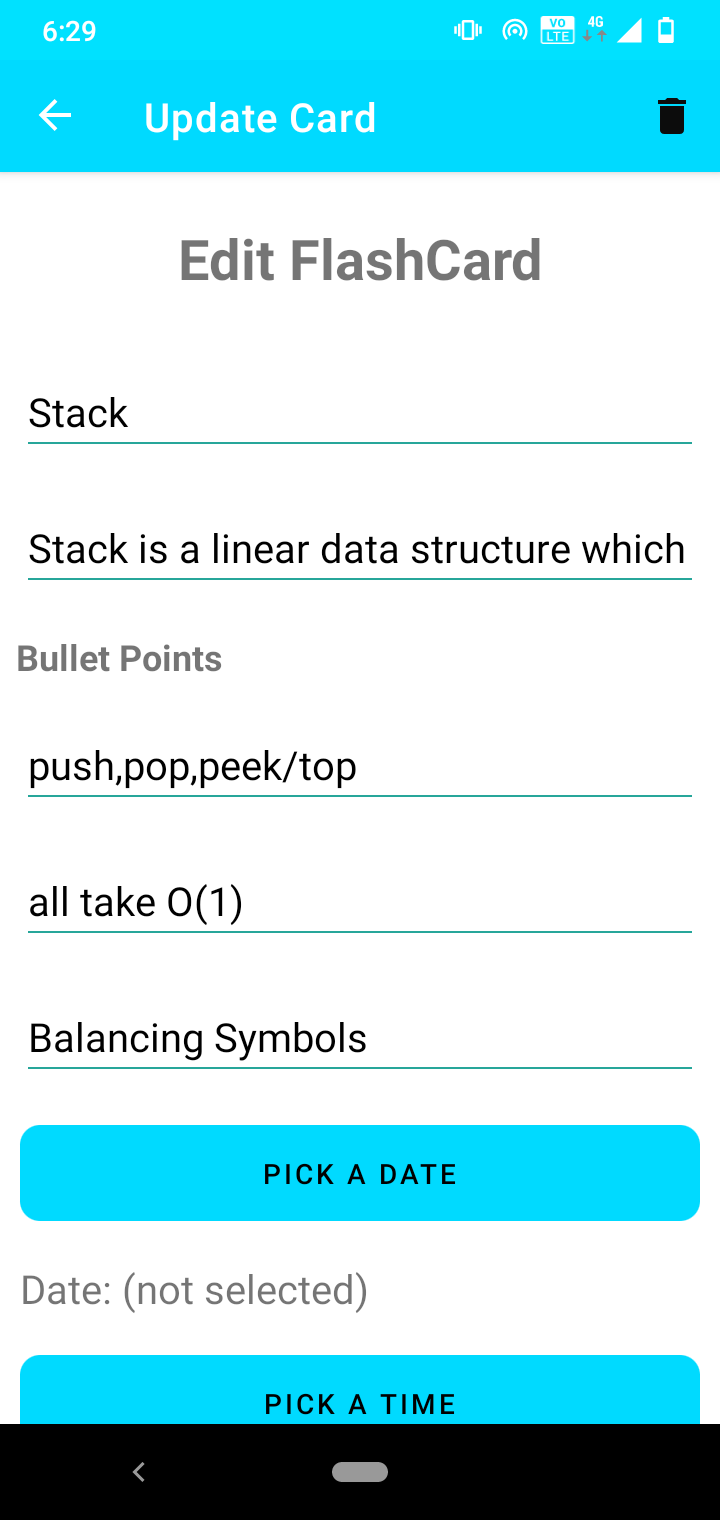 6:29
VO
LTE
4G
Update Card
Edit FlashCard
Stack
Stack is a linear data structure which
Bullet Points
push,pop,peek/top
all take O(1)
Balancing Symbols
PICK A DATE
Date: (not selected)
PICK A TIME